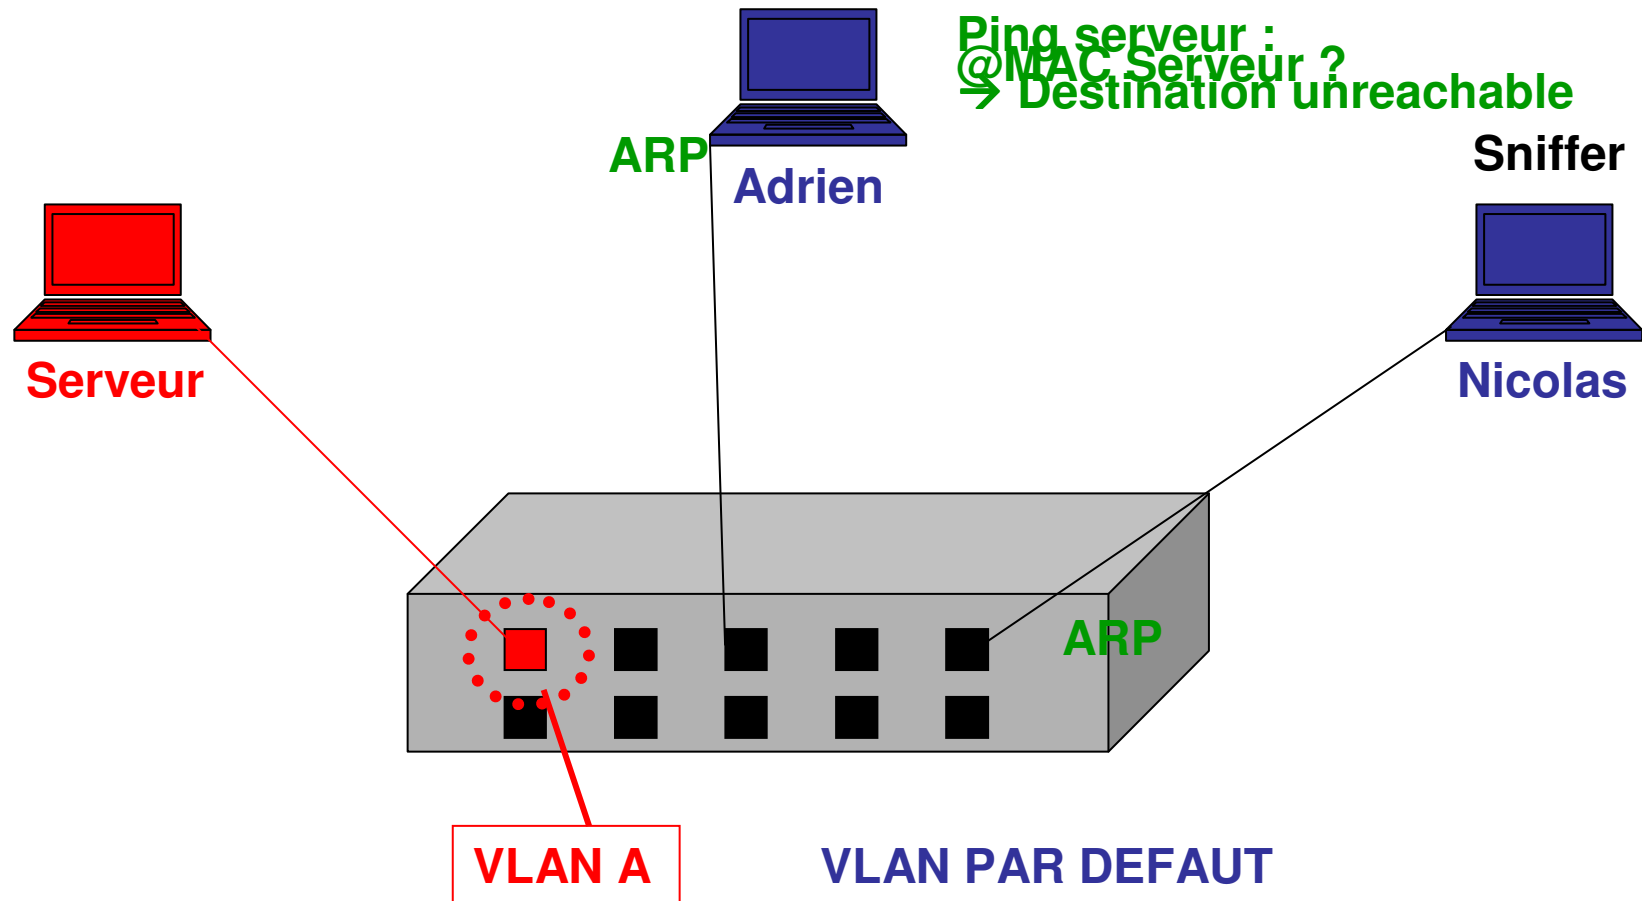 Ping serveur :
@MAC Serveur ?
→ Destination unreachable
ARP
Sniffer
Adrien
Serveur
Nicolas
ARP
VLAN A
VLAN PAR DEFAUT